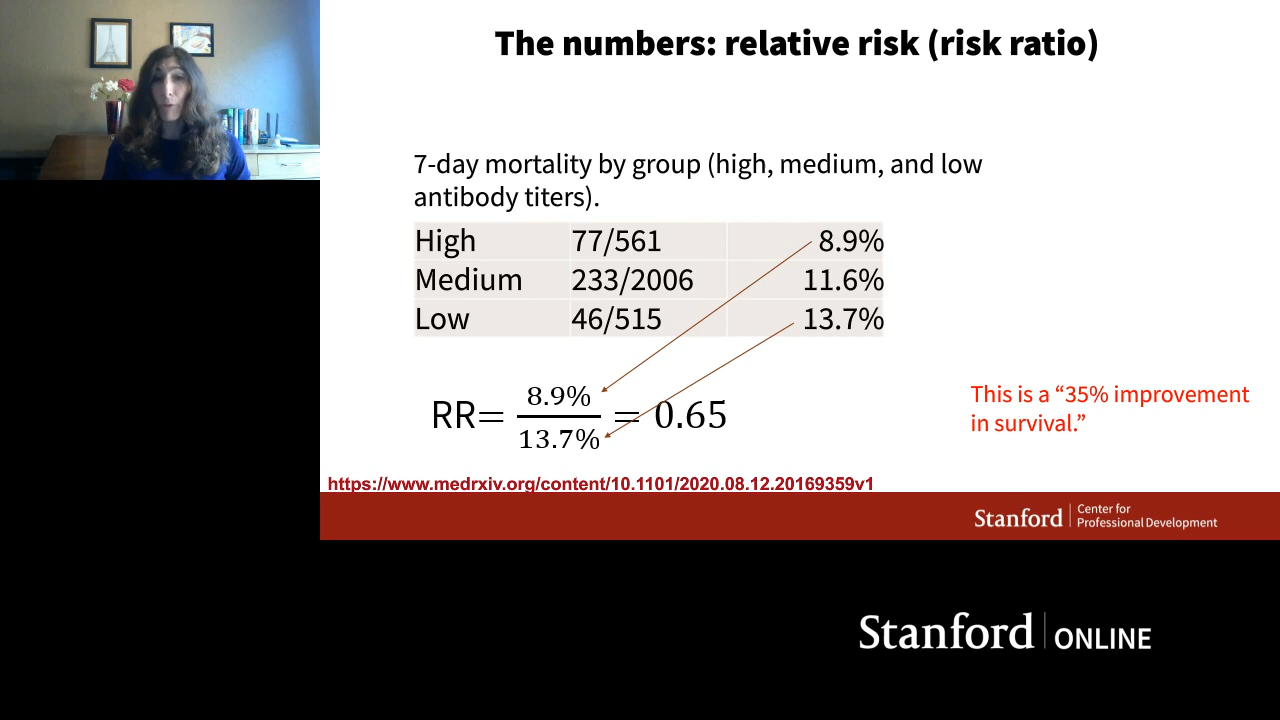 The numbers: relative risk (risk ratio)
7-day mortality by group (high, medium, and low
antibody titers).
High 77/561 8.9%
Medium 233/2006 11.6%
Low 46/515 13.7%
RR= 8.9%/13.7% = 0.65
This is a “35% improvement
in survival.”
https://www.medrxiv.org/content/10.1101/2020.08.12.20169359v1
Stanford | Center for
Professional Development
Stanford | ONLINE